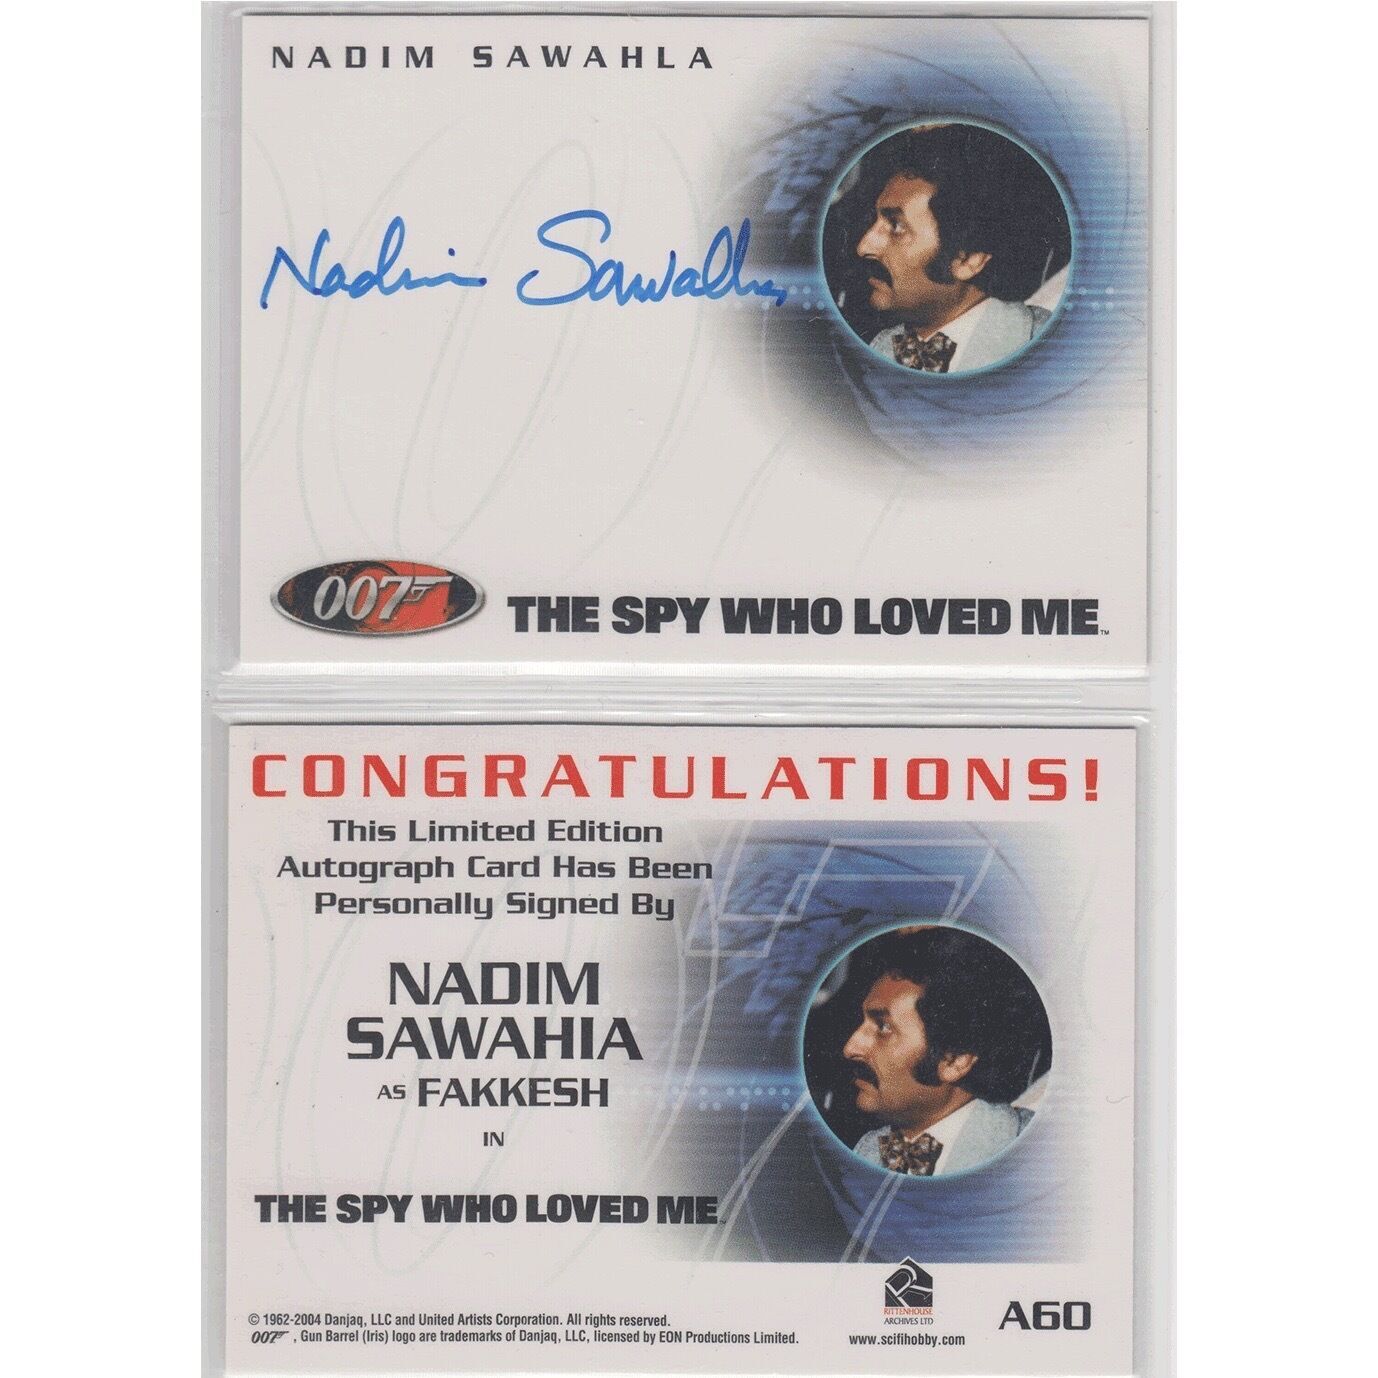 NADIM SAWAHLA
Nadim Sawalha
007
THE SPY WHO LOVED ME™
CONGRATULATIONS!
This Limited Edition
Autograph Card Has Been
Personally Signed By
NADIM
SAWAHIA
AS FAKKESH
IN
THE SPY WHO LOVED ME™
© 1962-2004 Danjaq, LLC and United Artists Corporation. All rights reserved.
007, Gun Barrel (Iris) logo are trademarks of Danjaq, LLC, licensed by EON Productions Limited.
RITTENHOUSE
ARCHIVES LTD
www.scifihobby.com
A60